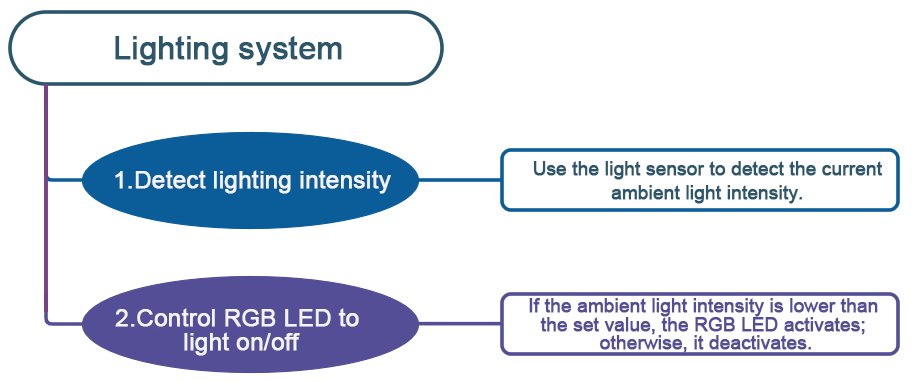 Lighting system
1.Detect lighting intensity
Use the light sensor to detect the current
ambient light intensity.
2.Control RGB LED to
light on/off
If the ambient light intensity is lower than
the set value, the RGB LED activates;
otherwise, it deactivates.